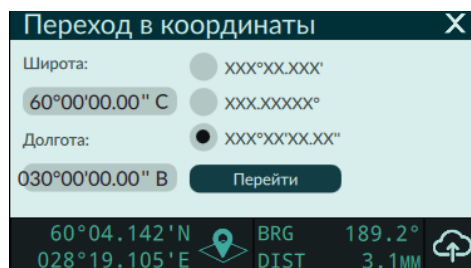 Переход в координаты X
Широта:
XXX°XX.XXX'
60°00'00.00" С
XXX.XXXXX°
Долгота:
XXX°XX'XX.XX"
030°00'00.00" В
Перейти
60°04.142'N
028°19.105'E
BRG 189.2°
DIST 3.1мм